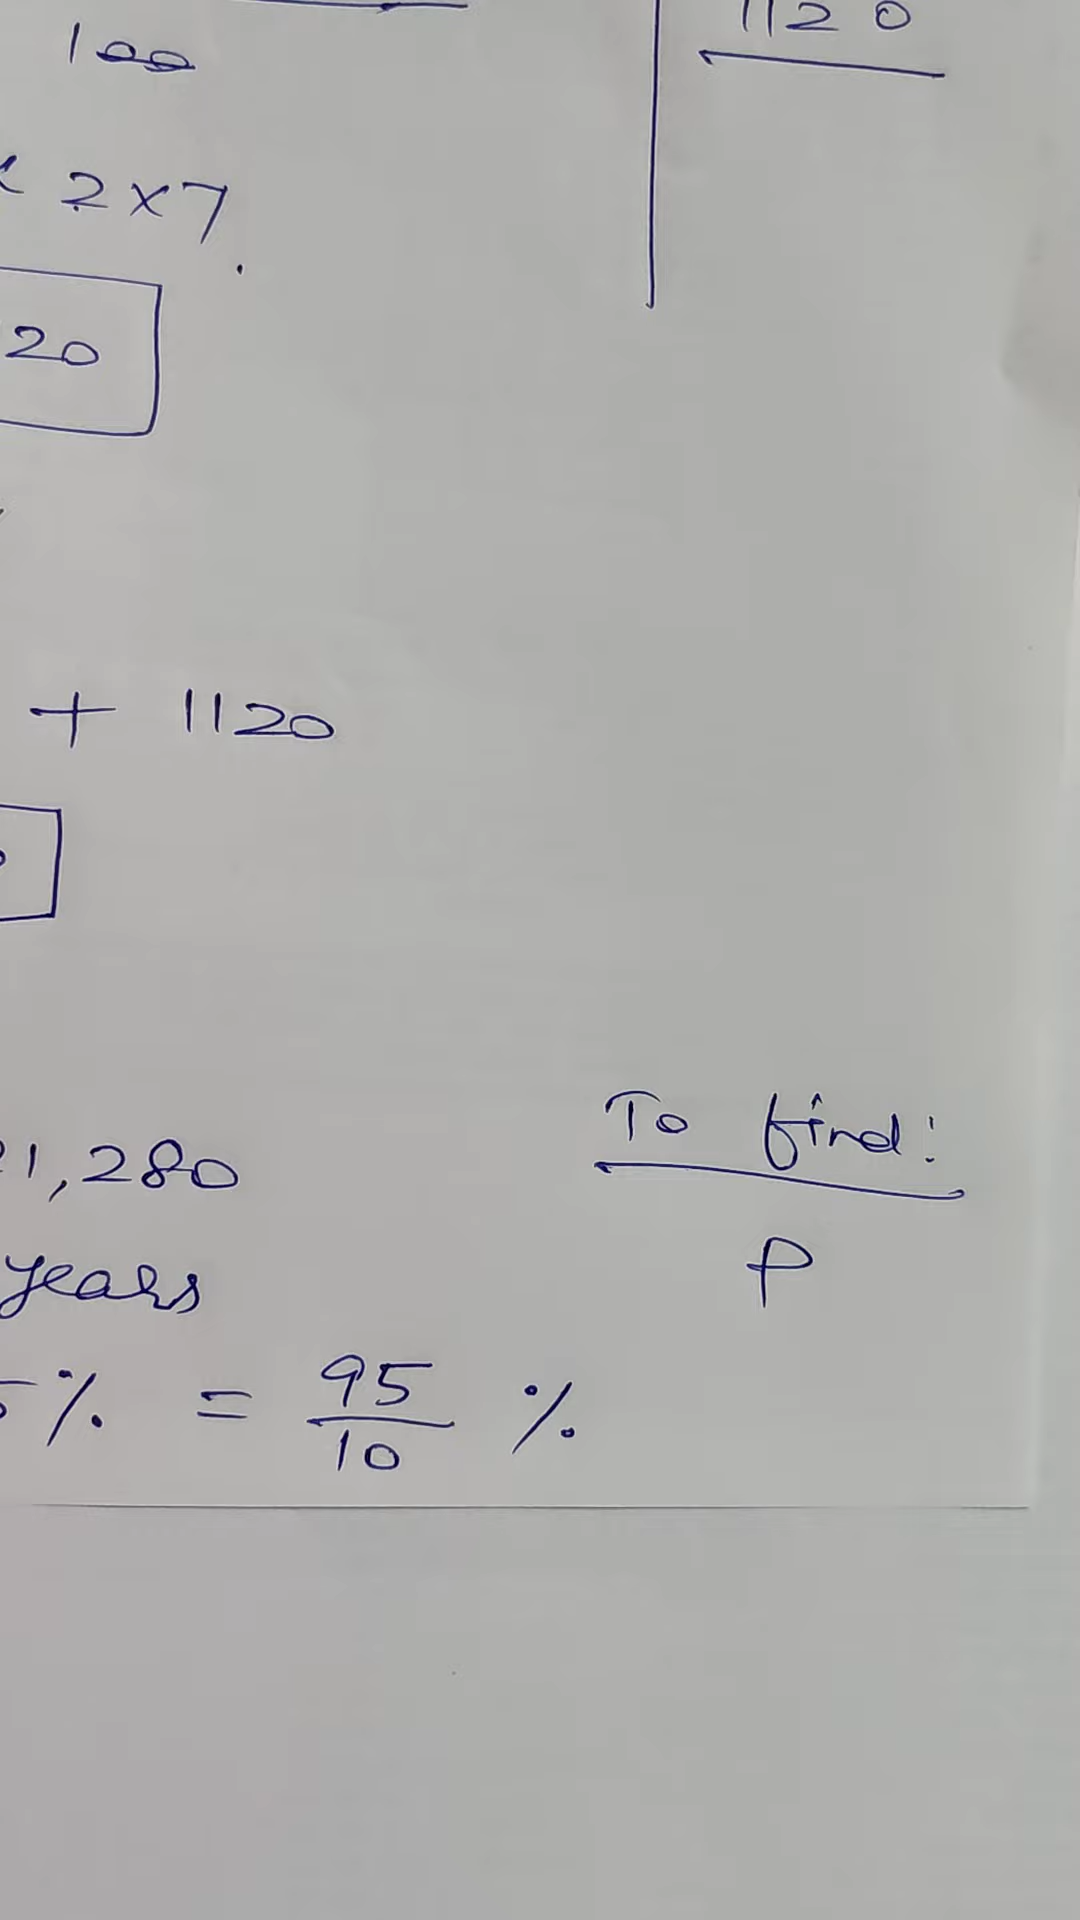 1120
100
2×7.
20
+ 1120
1,280
To find:
years
P
% = 95/10 %